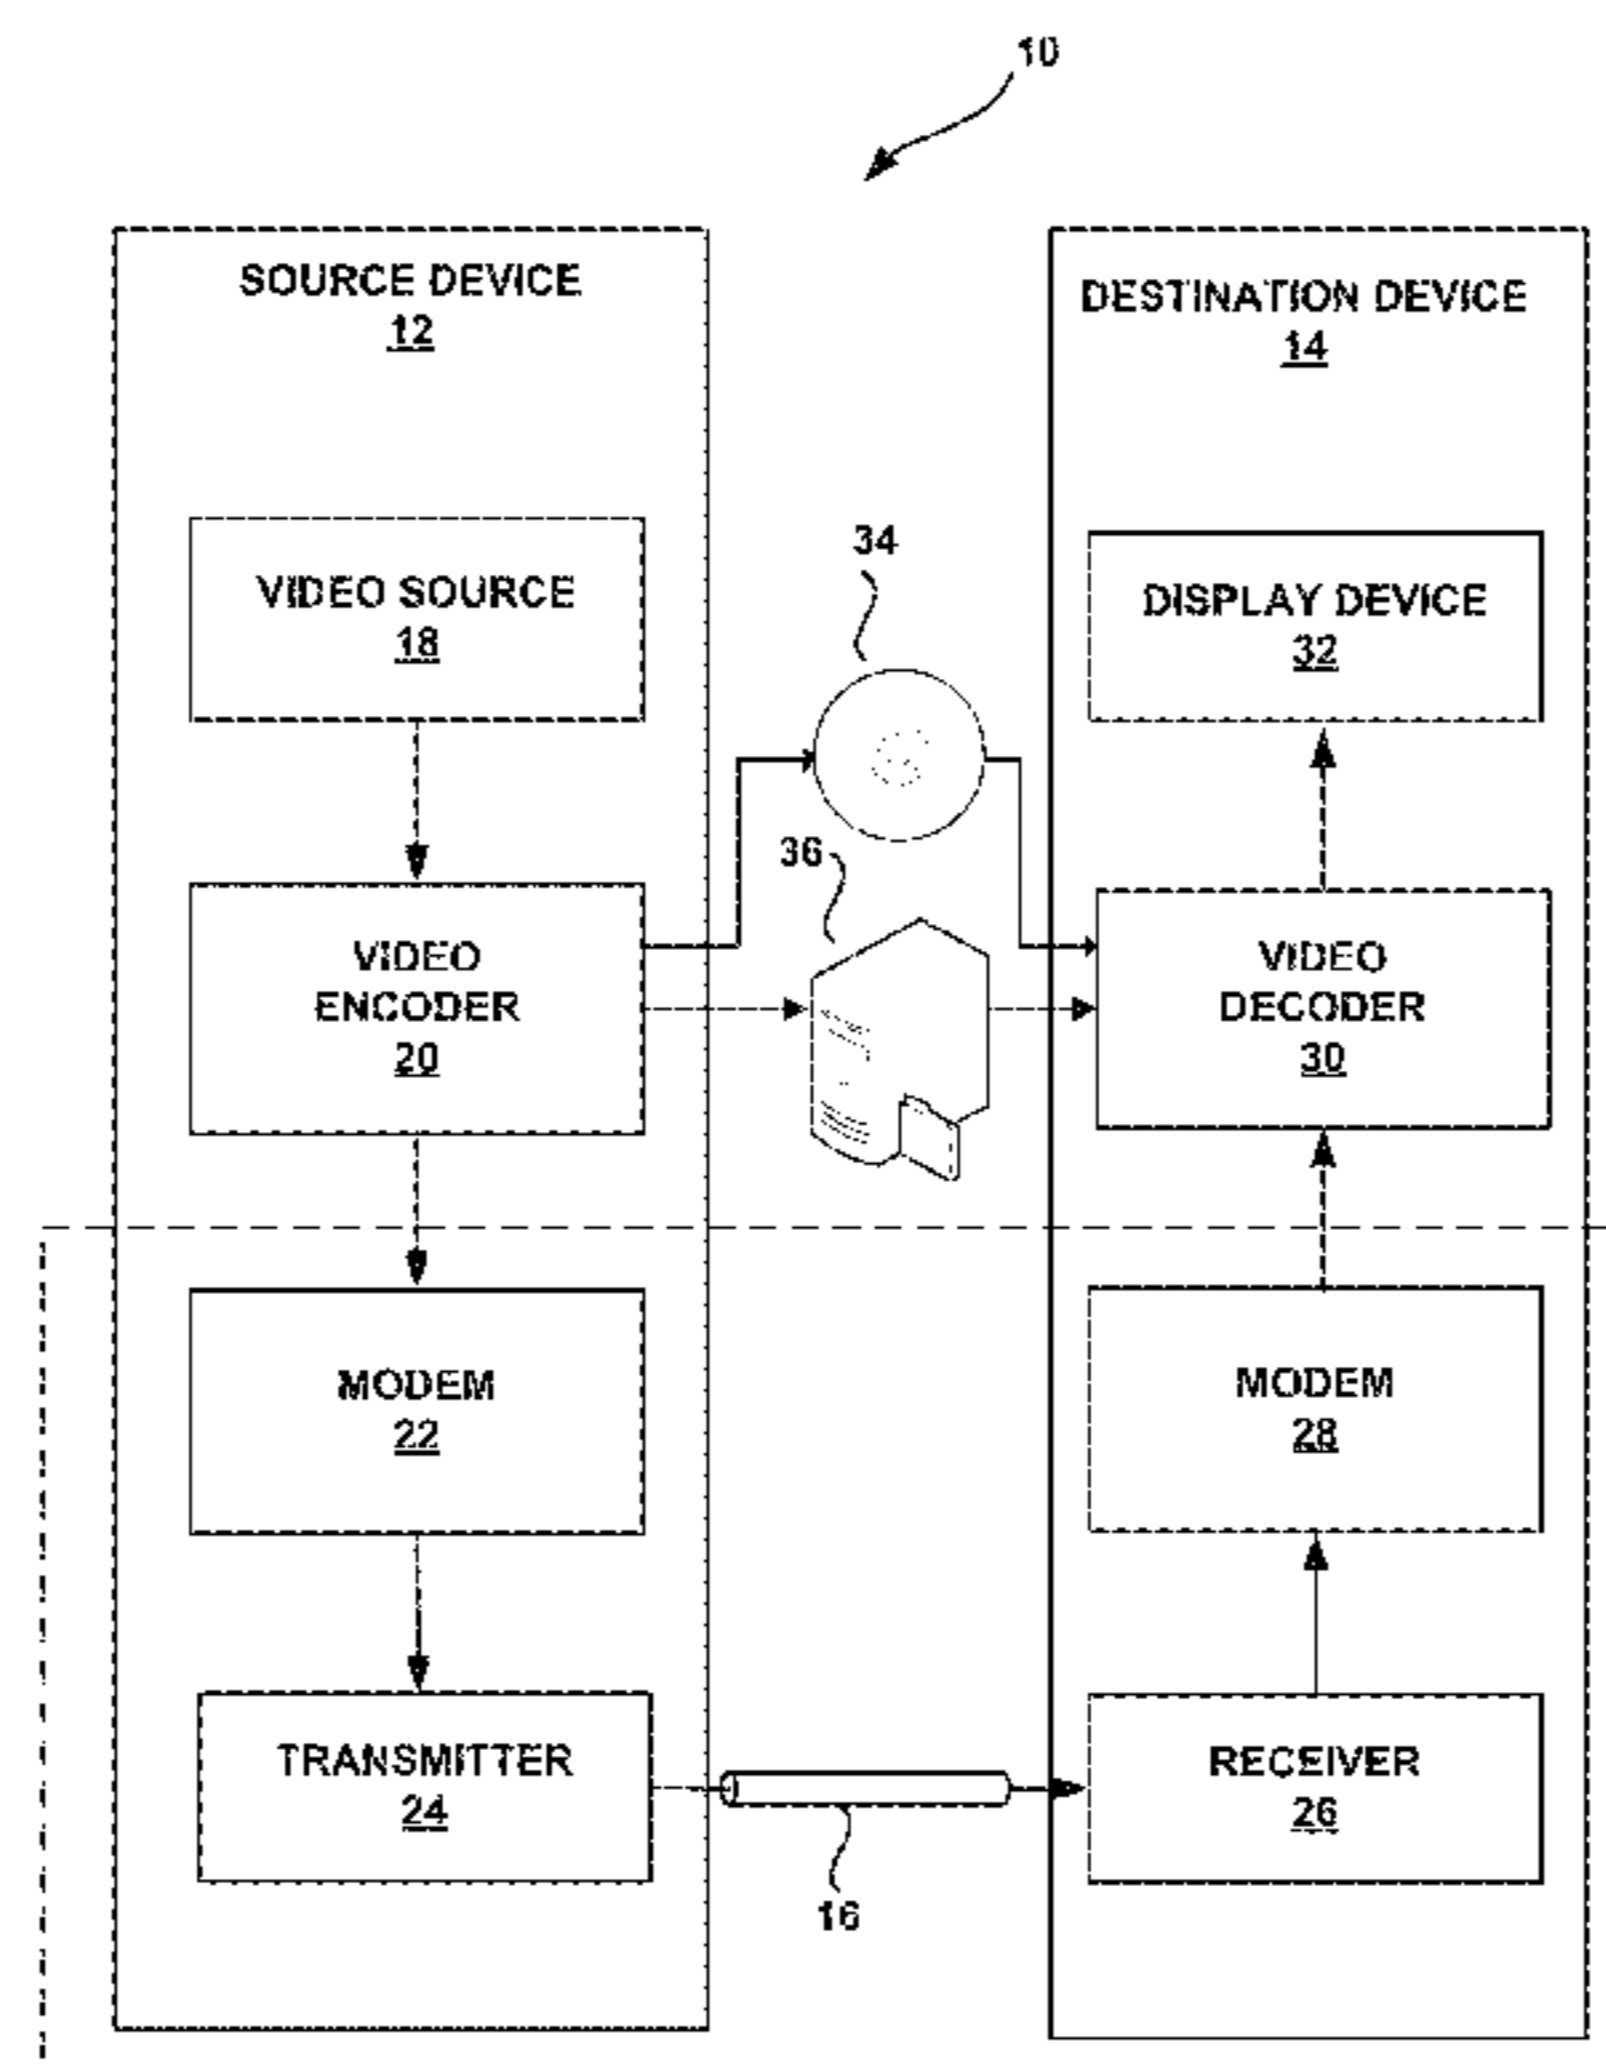 10
SOURCE DEVICE
12
DESTINATION DEVICE
14
VIDEO SOURCE
18
34
DISPLAY DEVICE
32
36
VIDEO
ENCODER
20
VIDEO
DECODER
30
MODEM
22
MODEM
28
TRANSMITTER
24
RECEIVER
26
16